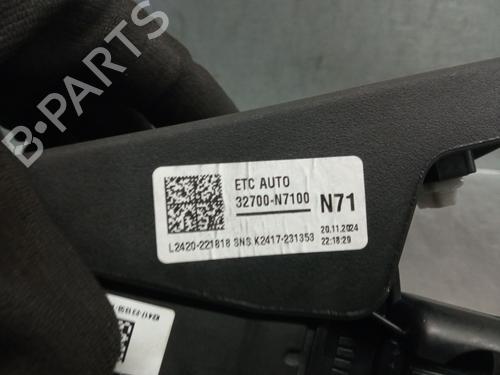 B-PARTS
ETC AUTO
32700-N7100
N71
L2420-221818 SNS K2417-231353
20.11.2024
22:18:29